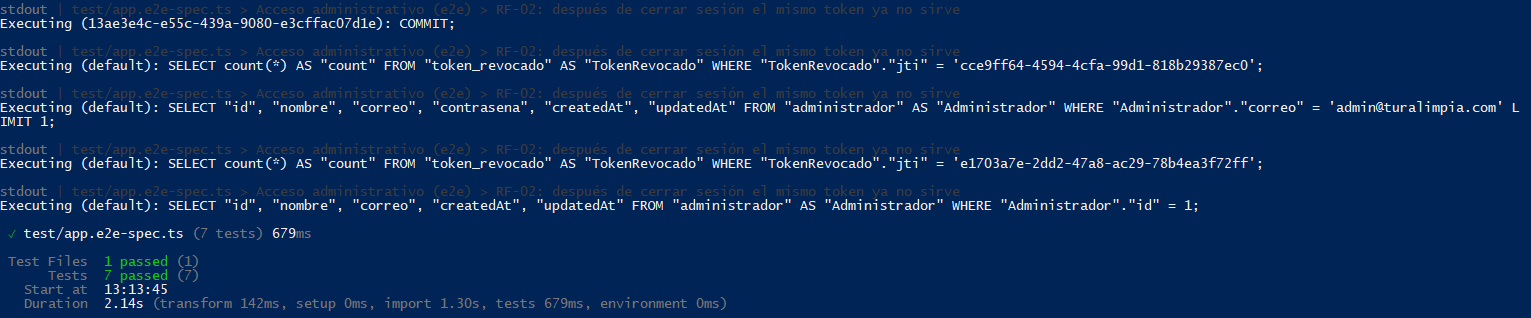 stdout | test/app.e2e-spec.ts > Acceso administrativo (e2e) > RF-02: después de cerrar sesión el mismo token ya no sirve
Executing (13ae3e4c-e55c-439a-9080-e3cffac07d1e): COMMIT;
stdout | test/app.e2e-spec.ts > Acceso administrativo (e2e) > RF-02: después de cerrar sesión el mismo token ya no sirve
Executing (default): SELECT count(*) AS "count" FROM "token_revocado" AS "TokenRevocado" WHERE "TokenRevocado"."jti" = 'cce9ff64-4594-4cfa-99d1-818b29387ec0';
stdout | test/app.e2e-spec.ts > Acceso administrativo (e2e) > RF-02: después de cerrar sesión el mismo token ya no sirve
Executing (default): SELECT "id", "nombre", "correo", "contrasena", "createdAt", "updatedAt" FROM "administrador" AS "Administrador" WHERE "Administrador"."correo" = 'admin@turalimpia.com' L
IMIT 1;
stdout | test/app.e2e-spec.ts > Acceso administrativo (e2e) > RF-02: después de cerrar sesión el mismo token ya no sirve
Executing (default): SELECT count(*) AS "count" FROM "token_revocado" AS "TokenRevocado" WHERE "TokenRevocado"."jti" = 'e1703a7e-2dd2-47a8-ac29-78b4ea3f72ff';
stdout | test/app.e2e-spec.ts > Acceso administrativo (e2e) > RF-02: después de cerrar sesión el mismo token ya no sirve
Executing (default): SELECT "id", "nombre", "correo", "createdAt", "updatedAt" FROM "administrador" AS "Administrador" WHERE "Administrador"."id" = 1;
✓ test/app.e2e-spec.ts (7 tests) 679ms
Test Files 1 passed (1)
Tests 7 passed (7)
Start at 13:13:45
Duration 2.14s (transform 142ms, setup 0ms, import 1.30s, tests 679ms, environment 0ms)